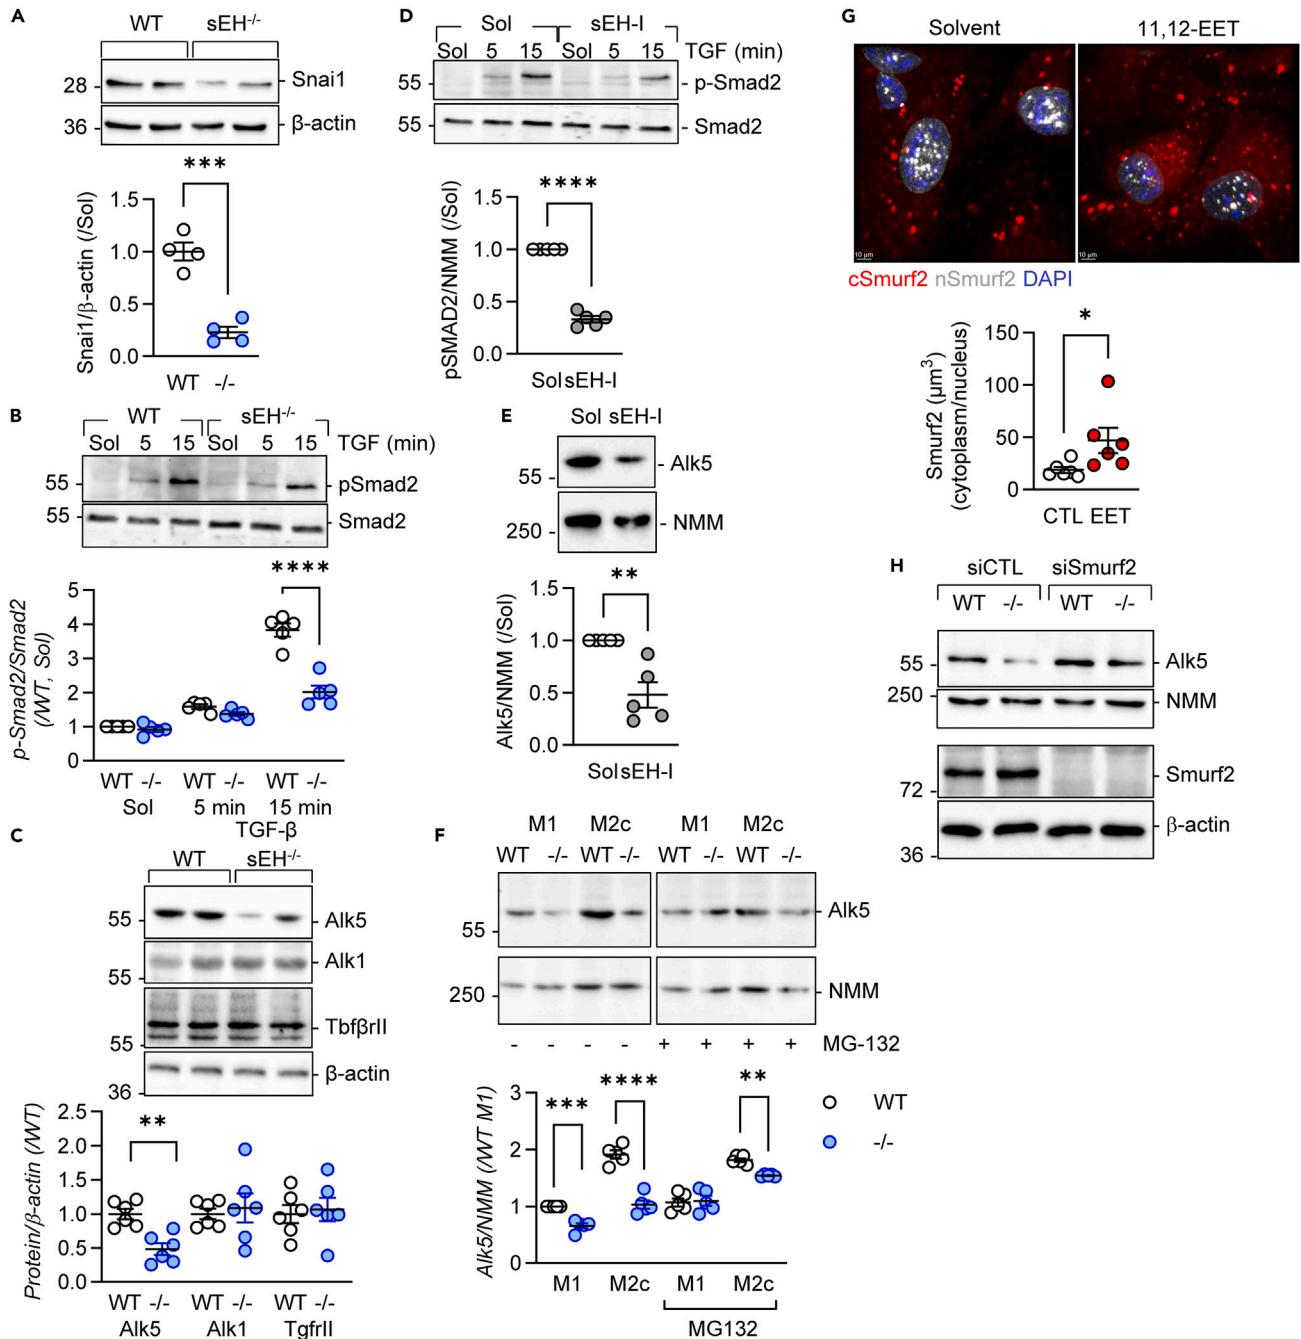 A
WT sEH-/-
28 - - Snai1
36 - - β-actin
***
Snai1/β-actin (/Sol)
1.5
1.0
0.5
0.0
WT -/-
B
WT sEH-/-
Sol 5 15 Sol 5 15 TGF (min)
55 - - pSmad2
55 - - Smad2
****
p-Smad2/Smad2
(/WT, Sol)
5
4
3
2
1
0
WT -/- WT -/- WT -/-
Sol 5 min 15 min
TGF-β
C
WT sEH-/-
55 - - Alk5
55 - - Alk1
55 - - TbfβrII
36 - - β-actin
**
Protein/β-actin (/WT)
2.5
2.0
1.5
1.0
0.5
0.0
WT -/- WT -/- WT -/-
Alk5 Alk1 TgfrII
D
Sol sEH-I
Sol 5 15 Sol 5 15 TGF (min)
55 - - p-Smad2
55 - - Smad2
****
pSMAD2/NMM (/Sol)
1.5
1.0
0.5
0.0
Sol sEH-I
E
Sol sEH-I
55 - - Alk5
250 - - NMM
**
Alk5/NMM (/Sol)
1.5
1.0
0.5
0.0
Sol sEH-I
F
M1 M2c M1 M2c
WT -/- WT -/- WT -/- WT -/-
55 - - Alk5
250 - - NMM
- - - - + + + + MG-132
*** **** **
Alk5/NMM (/WT M1)
3
2
1
0
WT
-/-
M1 M2c M1 M2c
MG132
G
Solvent 11,12-EET
10 µm 10 µm
cSmurf2 nSmurf2 DAPI
*
Smurf2 (µm³)
(cytoplasm/nucleus)
150
100
50
0
CTL EET
H
siCTL siSmurf2
WT -/- WT -/-
55 - - Alk5
250 - - NMM
72 - - Smurf2
36 - - β-actin